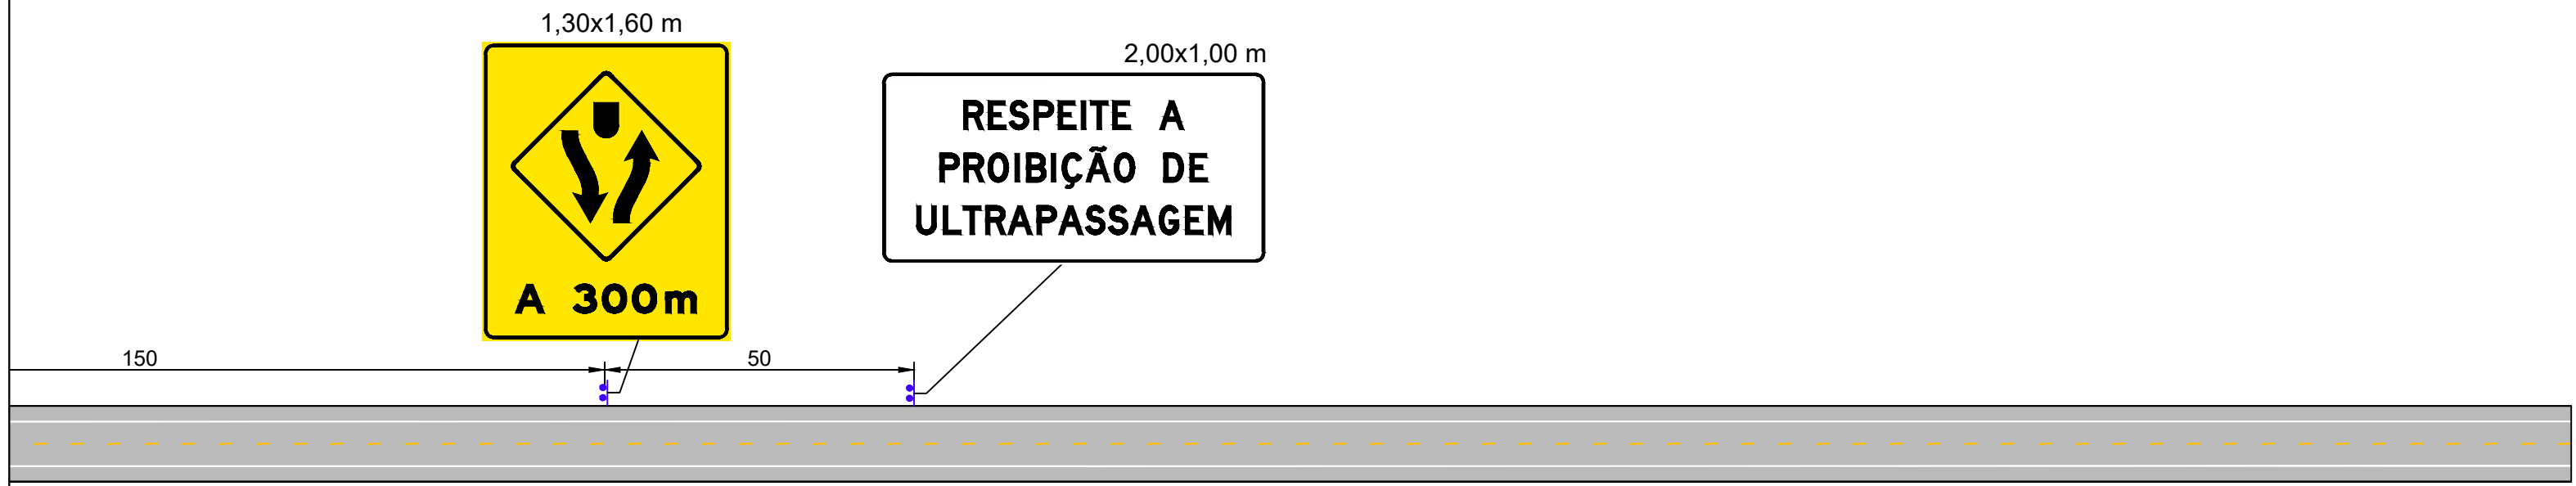 1,30x1,60 m
A 300m
2,00x1,00 m
RESPEITE A
PROIBIÇÃO DE
ULTRAPASSAGEM
150
50